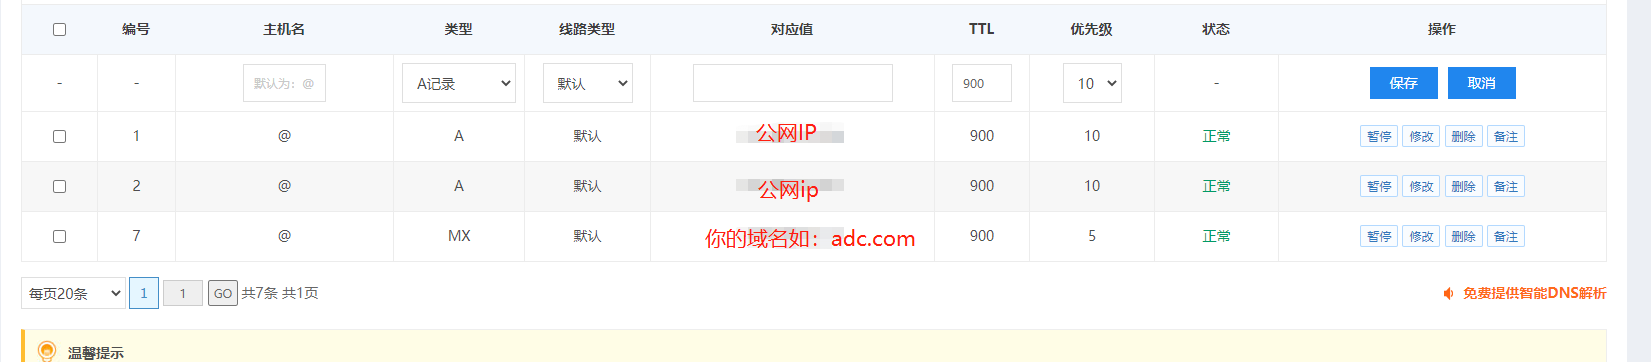 编号 主机名 类型 线路类型 对应值 TTL 优先级 状态 操作
- - 默认为：@ A记录 默认 900 10 - 保存 取消
1 @ A 默认 公网IP 900 10 正常 暂停 修改 删除 备注
2 @ A 默认 公网ip 900 10 正常 暂停 修改 删除 备注
7 @ MX 默认 你的域名如：adc.com 900 5 正常 暂停 修改 删除 备注
每页20条 1 1 GO 共7条 共1页 免费提供智能DNS解析
温馨提示